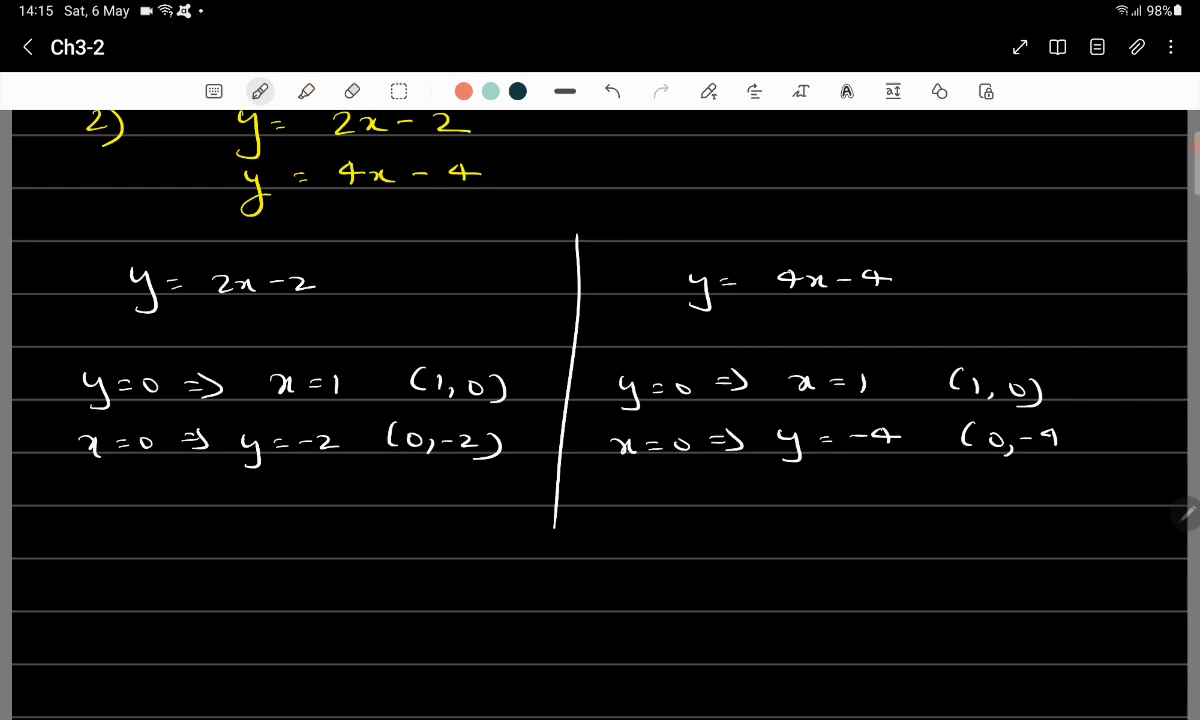 14:15 Sat, 6 May
98%
Ch3-2
2) y = 2x - 2
y = 4x - 4
y = 2x - 2
y = 0 => x = 1 (1, 0)
x = 0 => y = -2 (0, -2)
y = 4x - 4
y = 0 => x = 1 (1, 0)
x = 0 => y = -4 (0, -4